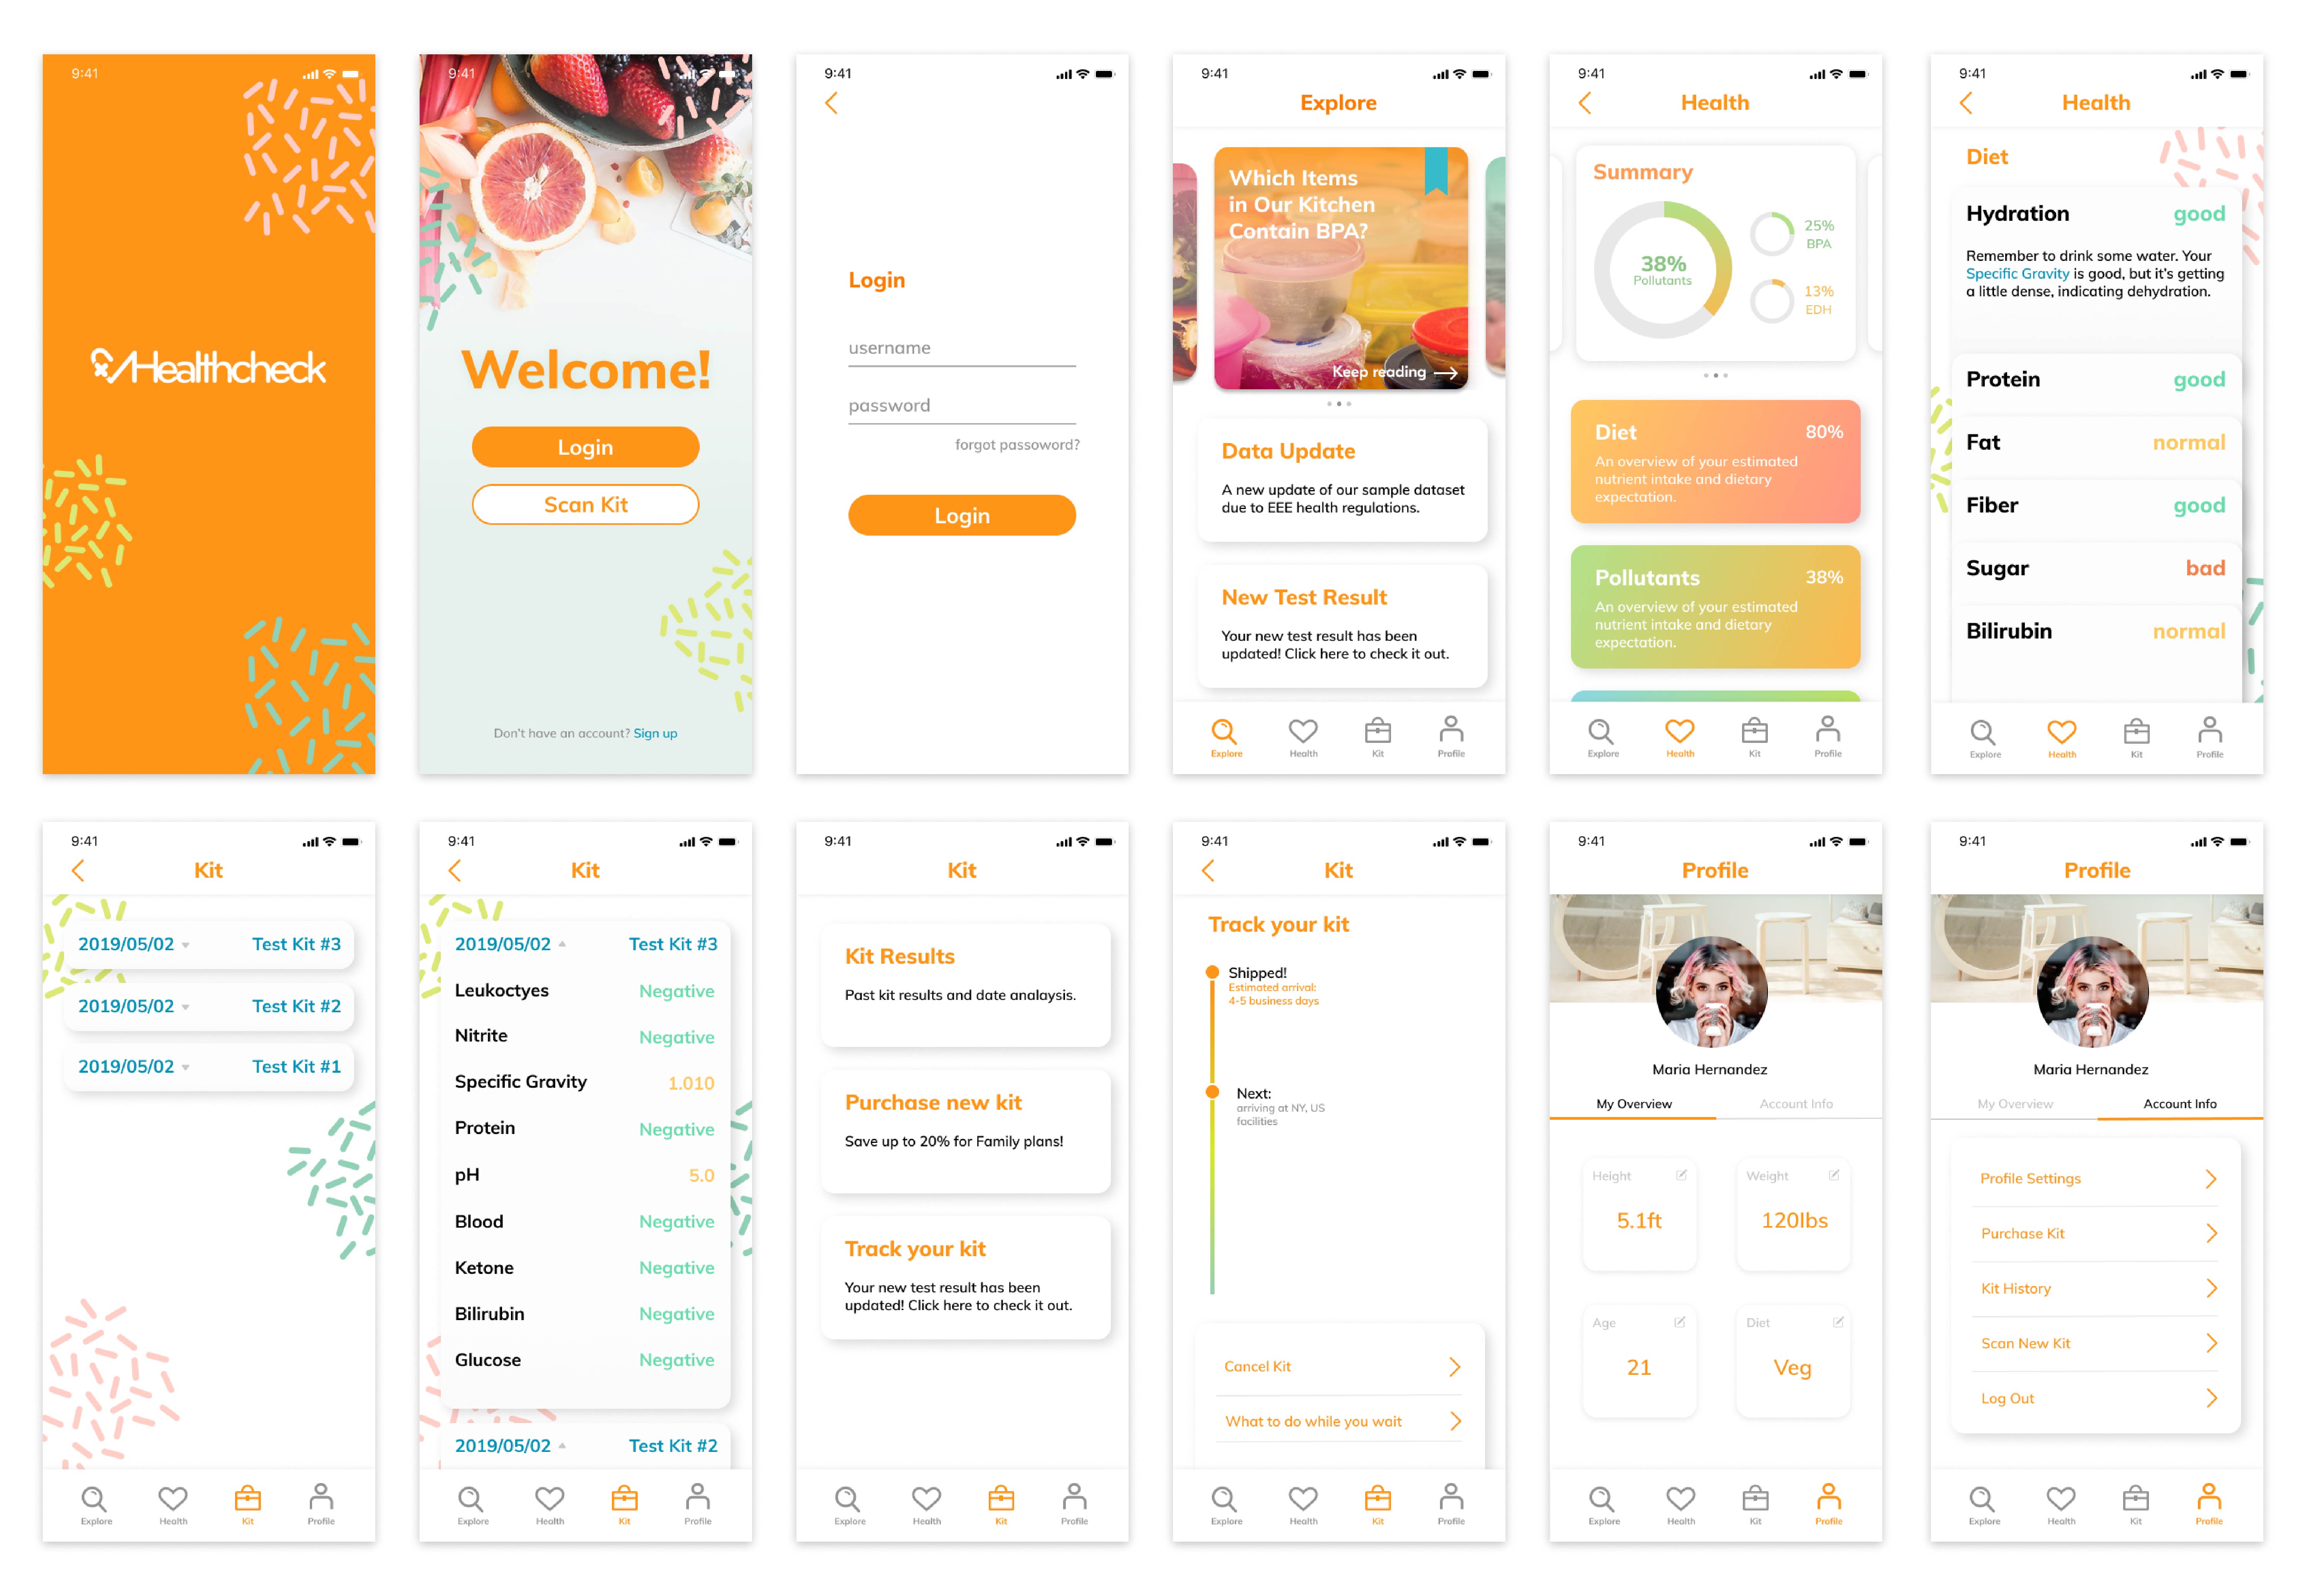 9:41
Healthcheck
9:41
Welcome!
Login
Scan Kit
Don't have an account? Sign up
9:41
Login
username
password
forgot passoword?
Login
9:41
Explore
Which Items
in Our Kitchen
Contain BPA?
Keep reading
Data Update
A new update of our sample dataset
due to EEE health regulations.
New Test Result
Your new test result has been
updated! Click here to check it out.
Explore
Health
Kit
Profile
9:41
Health
Summary
38%
Pollutants
25%
BPA
13%
EDH
Diet 80%
An overview of your estimated
nutrient intake and dietary
expectation.
Pollutants 38%
An overview of your estimated
nutrient intake and dietary
expectation.
Explore
Health
Kit
Profile
9:41
Health
Diet
Hydration good
Remember to drink some water. Your
Specific Gravity is good, but it's getting
a little dense, indicating dehydration.
Protein good
Fat normal
Fiber good
Sugar bad
Bilirubin normal
Explore
Health
Kit
Profile
9:41
Kit
2019/05/02 Test Kit #3
2019/05/02 Test Kit #2
2019/05/02 Test Kit #1
Explore
Health
Kit
Profile
9:41
Kit
2019/05/02 Test Kit #3
Leukoctyes Negative
Nitrite Negative
Specific Gravity 1.010
Protein Negative
pH 5.0
Blood Negative
Ketone Negative
Bilirubin Negative
Glucose Negative
2019/05/02 Test Kit #2
Explore
Health
Kit
Profile
9:41
Kit
Kit Results
Past kit results and date analaysis.
Purchase new kit
Save up to 20% for Family plans!
Track your kit
Your new test result has been
updated! Click here to check it out.
Explore
Health
Kit
Profile
9:41
Kit
Track your kit
Shipped!
Estimated arrival:
4-5 business days
Next:
arriving at NY, US
facilities
Cancel Kit
What to do while you wait
Explore
Health
Kit
Profile
9:41
Profile
Maria Hernandez
My Overview Account Info
Height
5.1ft
Weight
120lbs
Age
21
Diet
Veg
Explore
Health
Kit
Profile
9:41
Profile
Maria Hernandez
My Overview Account Info
Profile Settings
Purchase Kit
Kit History
Scan New Kit
Log Out
Explore
Health
Kit
Profile